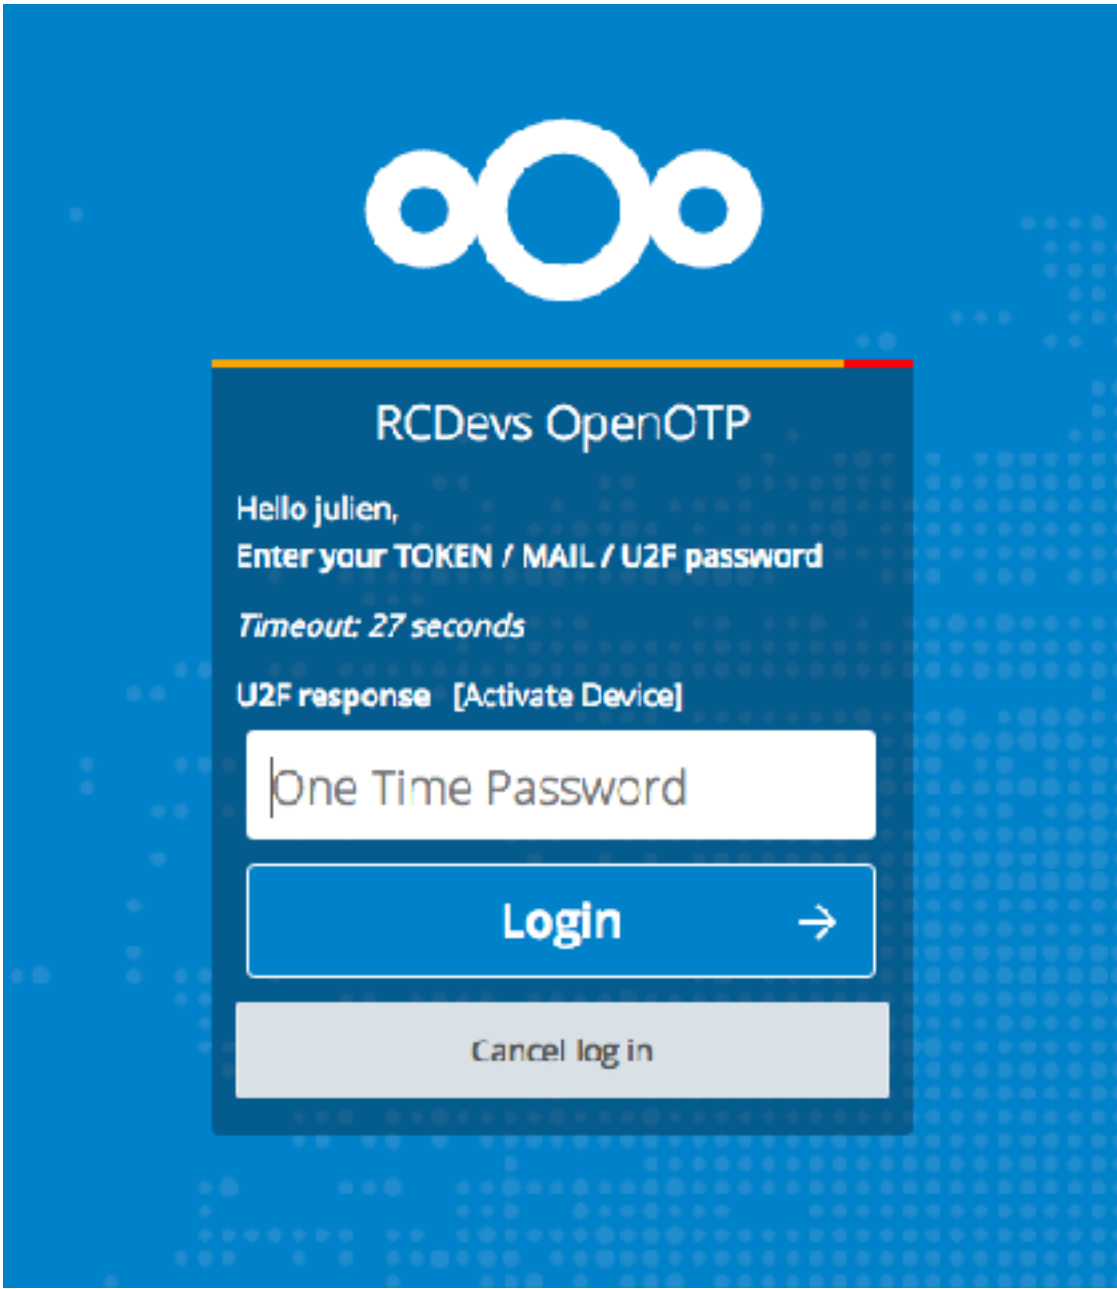 RCDevs OpenOTP
Hello julien,
Enter your TOKEN / MAIL / U2F password
Timeout: 27 seconds
U2F response [Activate Device]
One Time Password
Login
Cancel log in